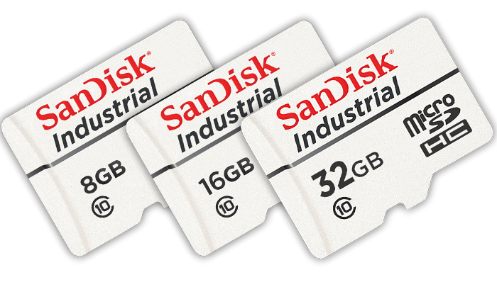 SanDisk®
Industrial
8GB
10
SanDisk®
Industrial
16GB
10
SanDisk®
Industrial
32GB
10
micro
SD
HC